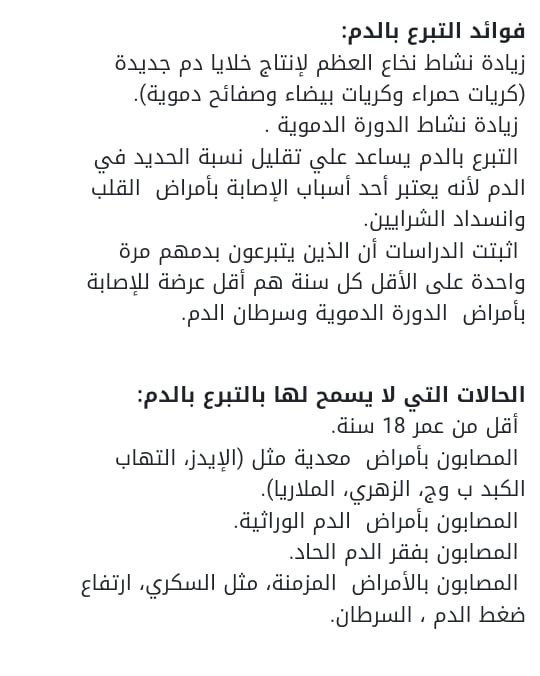 فوائد التبرع بالدم:
زيادة نشاط نخاع العظم لإنتاج خلايا دم جديدة
(كريات حمراء وكريات بيضاء وصفائح دموية).
زيادة نشاط الدورة الدموية .
التبرع بالدم يساعد علي تقليل نسبة الحديد في
الدم لأنه يعتبر أحد أسباب الإصابة بأمراض القلب
وانسداد الشرايين.
اثبتت الدراسات أن الذين يتبرعون بدمهم مرة
واحدة على الأقل كل سنة هم أقل عرضة للإصابة
بأمراض الدورة الدموية وسرطان الدم.
الحالات التي لا يسمح لها بالتبرع بالدم:
أقل من عمر 18 سنة.
المصابون بأمراض معدية مثل (الإيدز، التهاب
الكبد ب وج، الزهري، الملاريا).
المصابون بأمراض الدم الوراثية.
المصابون بفقر الدم الحاد.
المصابون بالأمراض المزمنة، مثل السكري، ارتفاع
ضغط الدم ، السرطان.